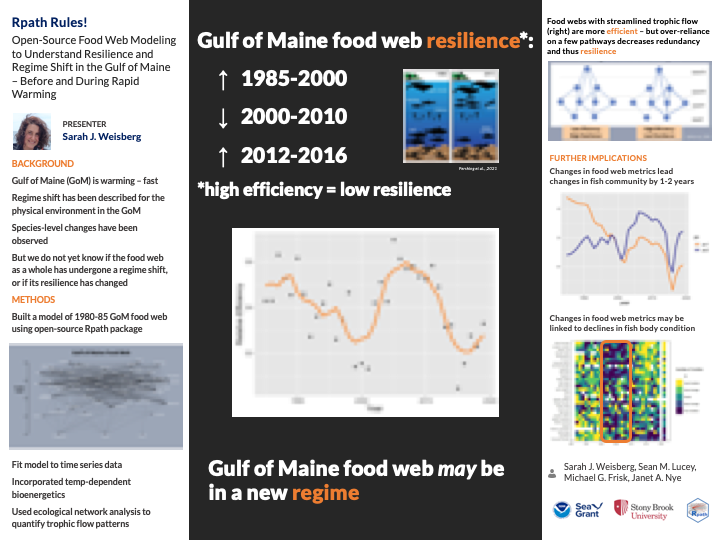 Rpath Rules!
Open-Source Food Web Modeling
to Understand Resilience and
Regime Shift in the Gulf of Maine
– Before and During Rapid
Warming
PRESENTER
Sarah J. Weisberg
BACKGROUND
Gulf of Maine (GoM) is warming – fast
Regime shift has been described for the
physical environment in the GoM
Species-level changes have been
observed
But we do not yet know if the food web
as a whole has undergone a regime shift,
or if its resilience has changed
METHODS
Built a model of 1980-85 GoM food web
using open-source Rpath package
Fit model to time series data
Incorporated temp-dependent
bioenergetics
Used ecological network analysis to
quantify trophic flow patterns
Gulf of Maine food web resilience*:
↑ 1985-2000
↓ 2000-2010
↑ 2012-2016
Pershing et al., 2021
*high efficiency = low resilience
Gulf of Maine food web may be
in a new regime
Food webs with streamlined trophic flow
(right) are more efficient – but over-reliance
on a few pathways decreases redundancy
and thus resilience
FURTHER IMPLICATIONS
Changes in food web metrics lead
changes in fish community by 1-2 years
Changes in food web metrics may be
linked to declines in fish body condition
Sarah J. Weisberg, Sean M. Lucey,
Michael G. Frisk, Janet A. Nye
Sea
Grant
Stony Brook
University
Rpath